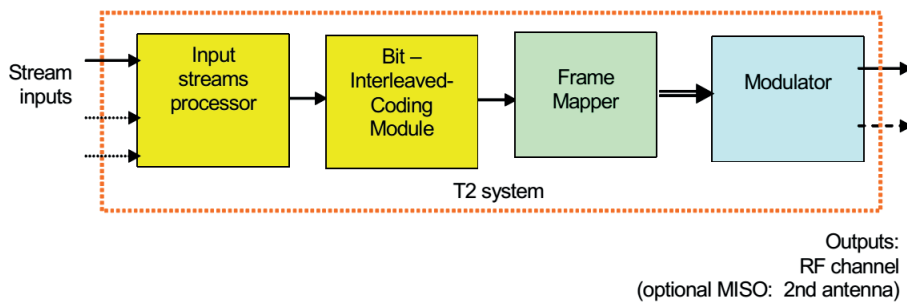 Stream
inputs
Input
streams
processor
Bit –
Interleaved-
Coding
Module
Frame
Mapper
Modulator
T2 system
Outputs:
RF channel
(optional MISO:  2nd antenna)